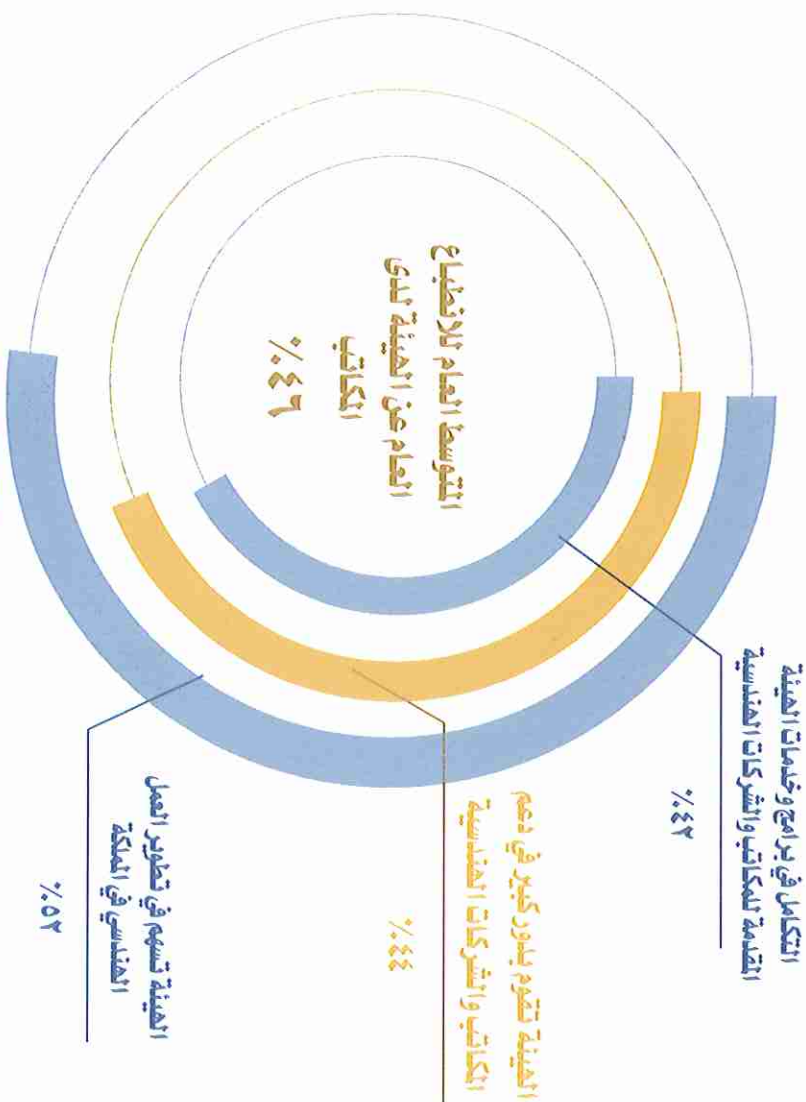 التكامل في برامج وخدمات الهيئة
المقدمة للمكاتب والشركات الهندسية
%٤٢
الهيئة تقوم بدور كبير في دعم
المكاتب والشركات الهندسية
%٤٤
الهيئة تسهم في تطوير العمل
الهندسي في المملكة
%٥٢
المتوسط العام للانطباع
العام عن الهيئة لدى
المكاتب
%٤٦